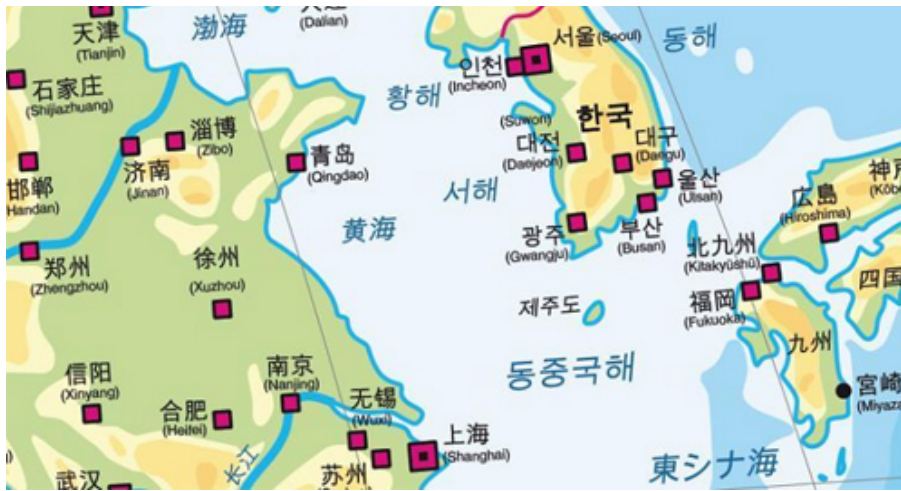 天津
(Tianjin)
渤海
(Dalian)
서울(Seoul)
동해
石家庄
(Shijiazhuang)
인천
(Incheon)
황해
淄博
(Zibo)
(Suwon)
한국
대전
(Daejeon)
대구
(Dangu)
济南
(Jinan)
青岛
(Qingdao)
邯郸
(Handan)
서해
울산
(Ulsan)
広島
(Hiroshima)
神戸
黄海
광주
(Gwangju)
부산
(Busan)
北九州
(Kitakyūshū)
郑州
(Zhengzhou)
徐州
(Xuzhou)
四国
福岡
(Fukuoka)
제주도
九州
동중국해
南京
(Nanjing)
信阳
(Xinyang)
无锡
(Wuxi)
宮崎
合肥
(Heifei)
上海
(Shanghai)
长江
苏州
武汉
東シナ海